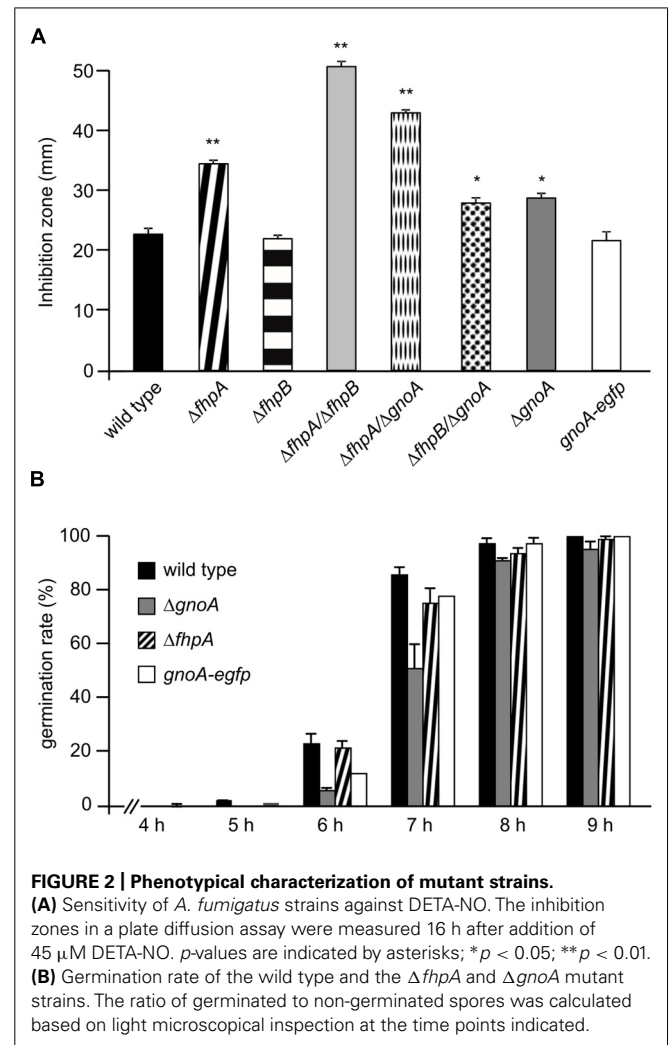 A
Inhibition zone (mm)
50
40
30
20
10
0
**
**
**
*
*
wild type
ΔfhpA
ΔfhpB
ΔfhpA/ΔfhpB
ΔfhpA/ΔgnoA
ΔfhpB/ΔgnoA
ΔgnoA
gnoA-egfp
B
germination rate (%)
100
80
60
40
20
0
wild type
ΔgnoA
ΔfhpA
gnoA-egfp
4 h 5 h 6 h 7 h 8 h 9 h
FIGURE 2 | Phenotypical characterization of mutant strains.
(A) Sensitivity of A. fumigatus strains against DETA-NO. The inhibition
zones in a plate diffusion assay were measured 16 h after addition of
45 μM DETA-NO. p-values are indicated by asterisks; *p < 0.05; **p < 0.01.
(B) Germination rate of the wild type and the ΔfhpA and ΔgnoA mutant
strains. The ratio of germinated to non-germinated spores was calculated
based on light microscopical inspection at the time points indicated.